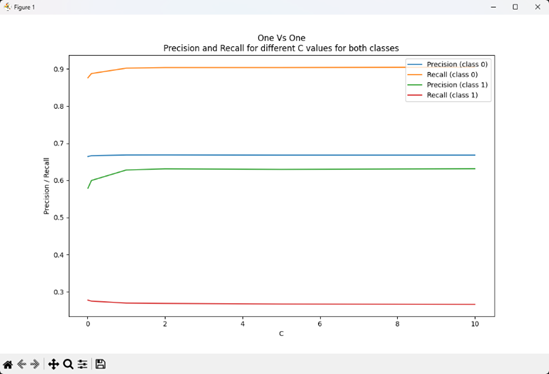 Figure 1
One Vs One
Precision and Recall for different C values for both classes
Precision / Recall
0.9
0.8
0.7
0.6
0.5
0.4
0.3
Precision (class 0)
Recall (class 0)
Precision (class 1)
Recall (class 1)
0 2 4 6 8 10
C